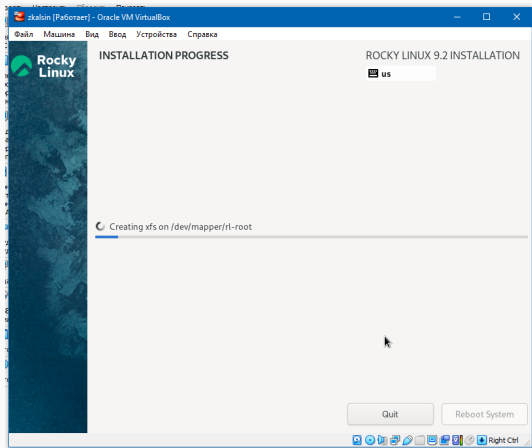 zkalsin [Работает] - Oracle VM VirtualBox
Файл Машина Вид Ввод Устройства Справка
Rocky
Linux
INSTALLATION PROGRESS
ROCKY LINUX 9.2 INSTALLATION
us
Creating xfs on /dev/mapper/rl-root
Quit
Reboot System
Right Ctrl